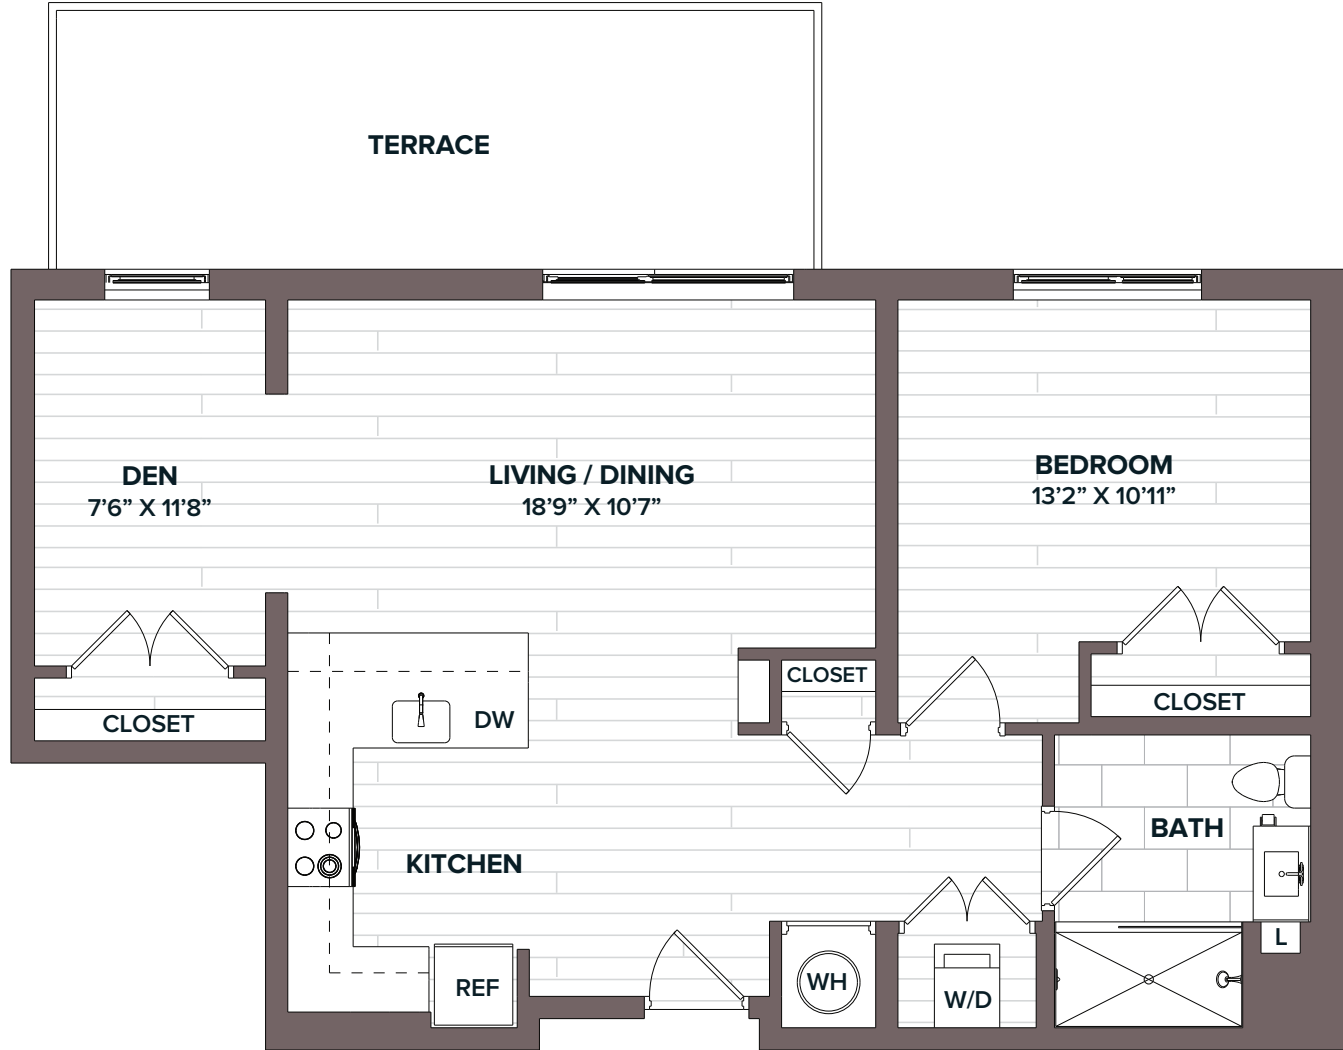 TERRACE
DEN
7’6” X 11’8”
LIVING / DINING
18’9” X 10’7”
BEDROOM
13’2” X 10’11”
CLOSET
CLOSET
CLOSET
DW
KITCHEN
BATH
REF
WH
W/D
L